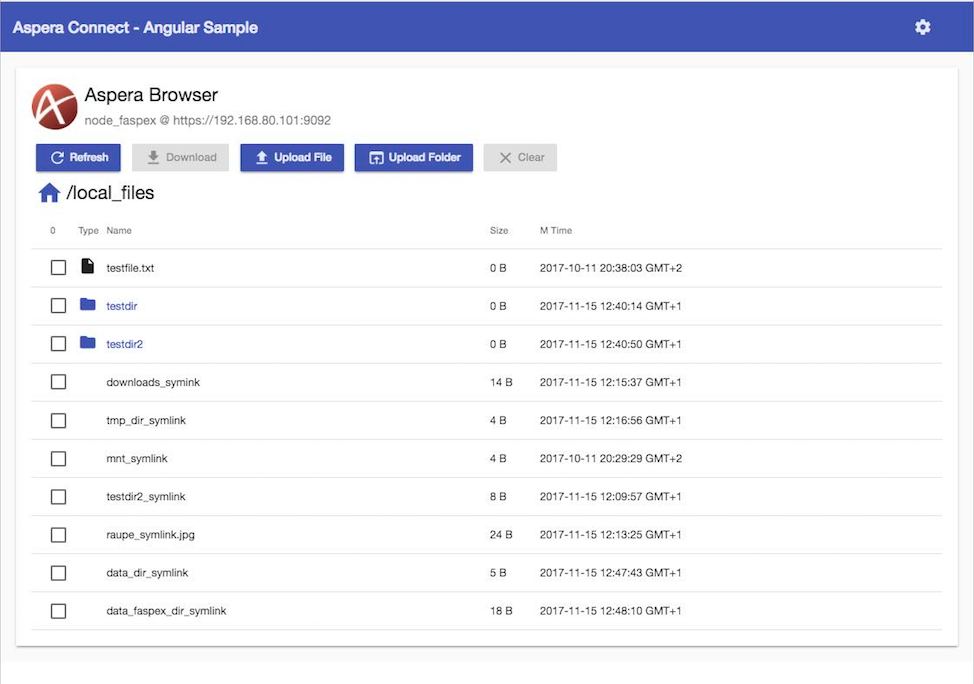 Aspera Connect - Angular Sample
Aspera Browser
node_faspex @ https://192.168.80.101:9092
Refresh Download Upload File Upload Folder Clear
/local_files
0 Type Name Size M Time
testfile.txt 0 B 2017-10-11 20:38:03 GMT+2
testdir 0 B 2017-11-15 12:40:14 GMT+1
testdir2 0 B 2017-11-15 12:40:50 GMT+1
downloads_symink 14 B 2017-11-15 12:15:37 GMT+1
tmp_dir_symlink 4 B 2017-11-15 12:16:56 GMT+1
mnt_symlink 4 B 2017-10-11 20:29:29 GMT+2
testdir2_symlink 8 B 2017-11-15 12:09:57 GMT+1
raupe_symlink.jpg 24 B 2017-11-15 12:13:25 GMT+1
data_dir_symlink 5 B 2017-11-15 12:47:43 GMT+1
data_faspex_dir_symlink 18 B 2017-11-15 12:48:10 GMT+1